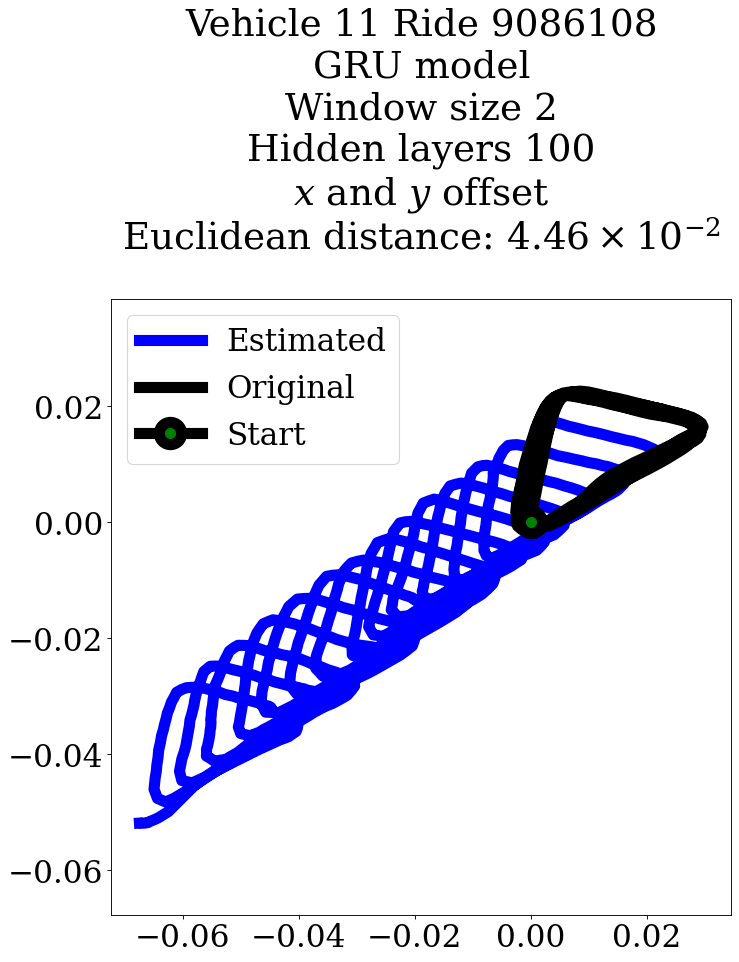 Vehicle 11 Ride 9086108
GRU model
Window size 2
Hidden layers 100
x and y offset
Euclidean distance: 4.46 × 10⁻²
Estimated
Original
Start
0.02
0.00
−0.02
−0.04
−0.06
−0.06 −0.04 −0.02 0.00 0.02